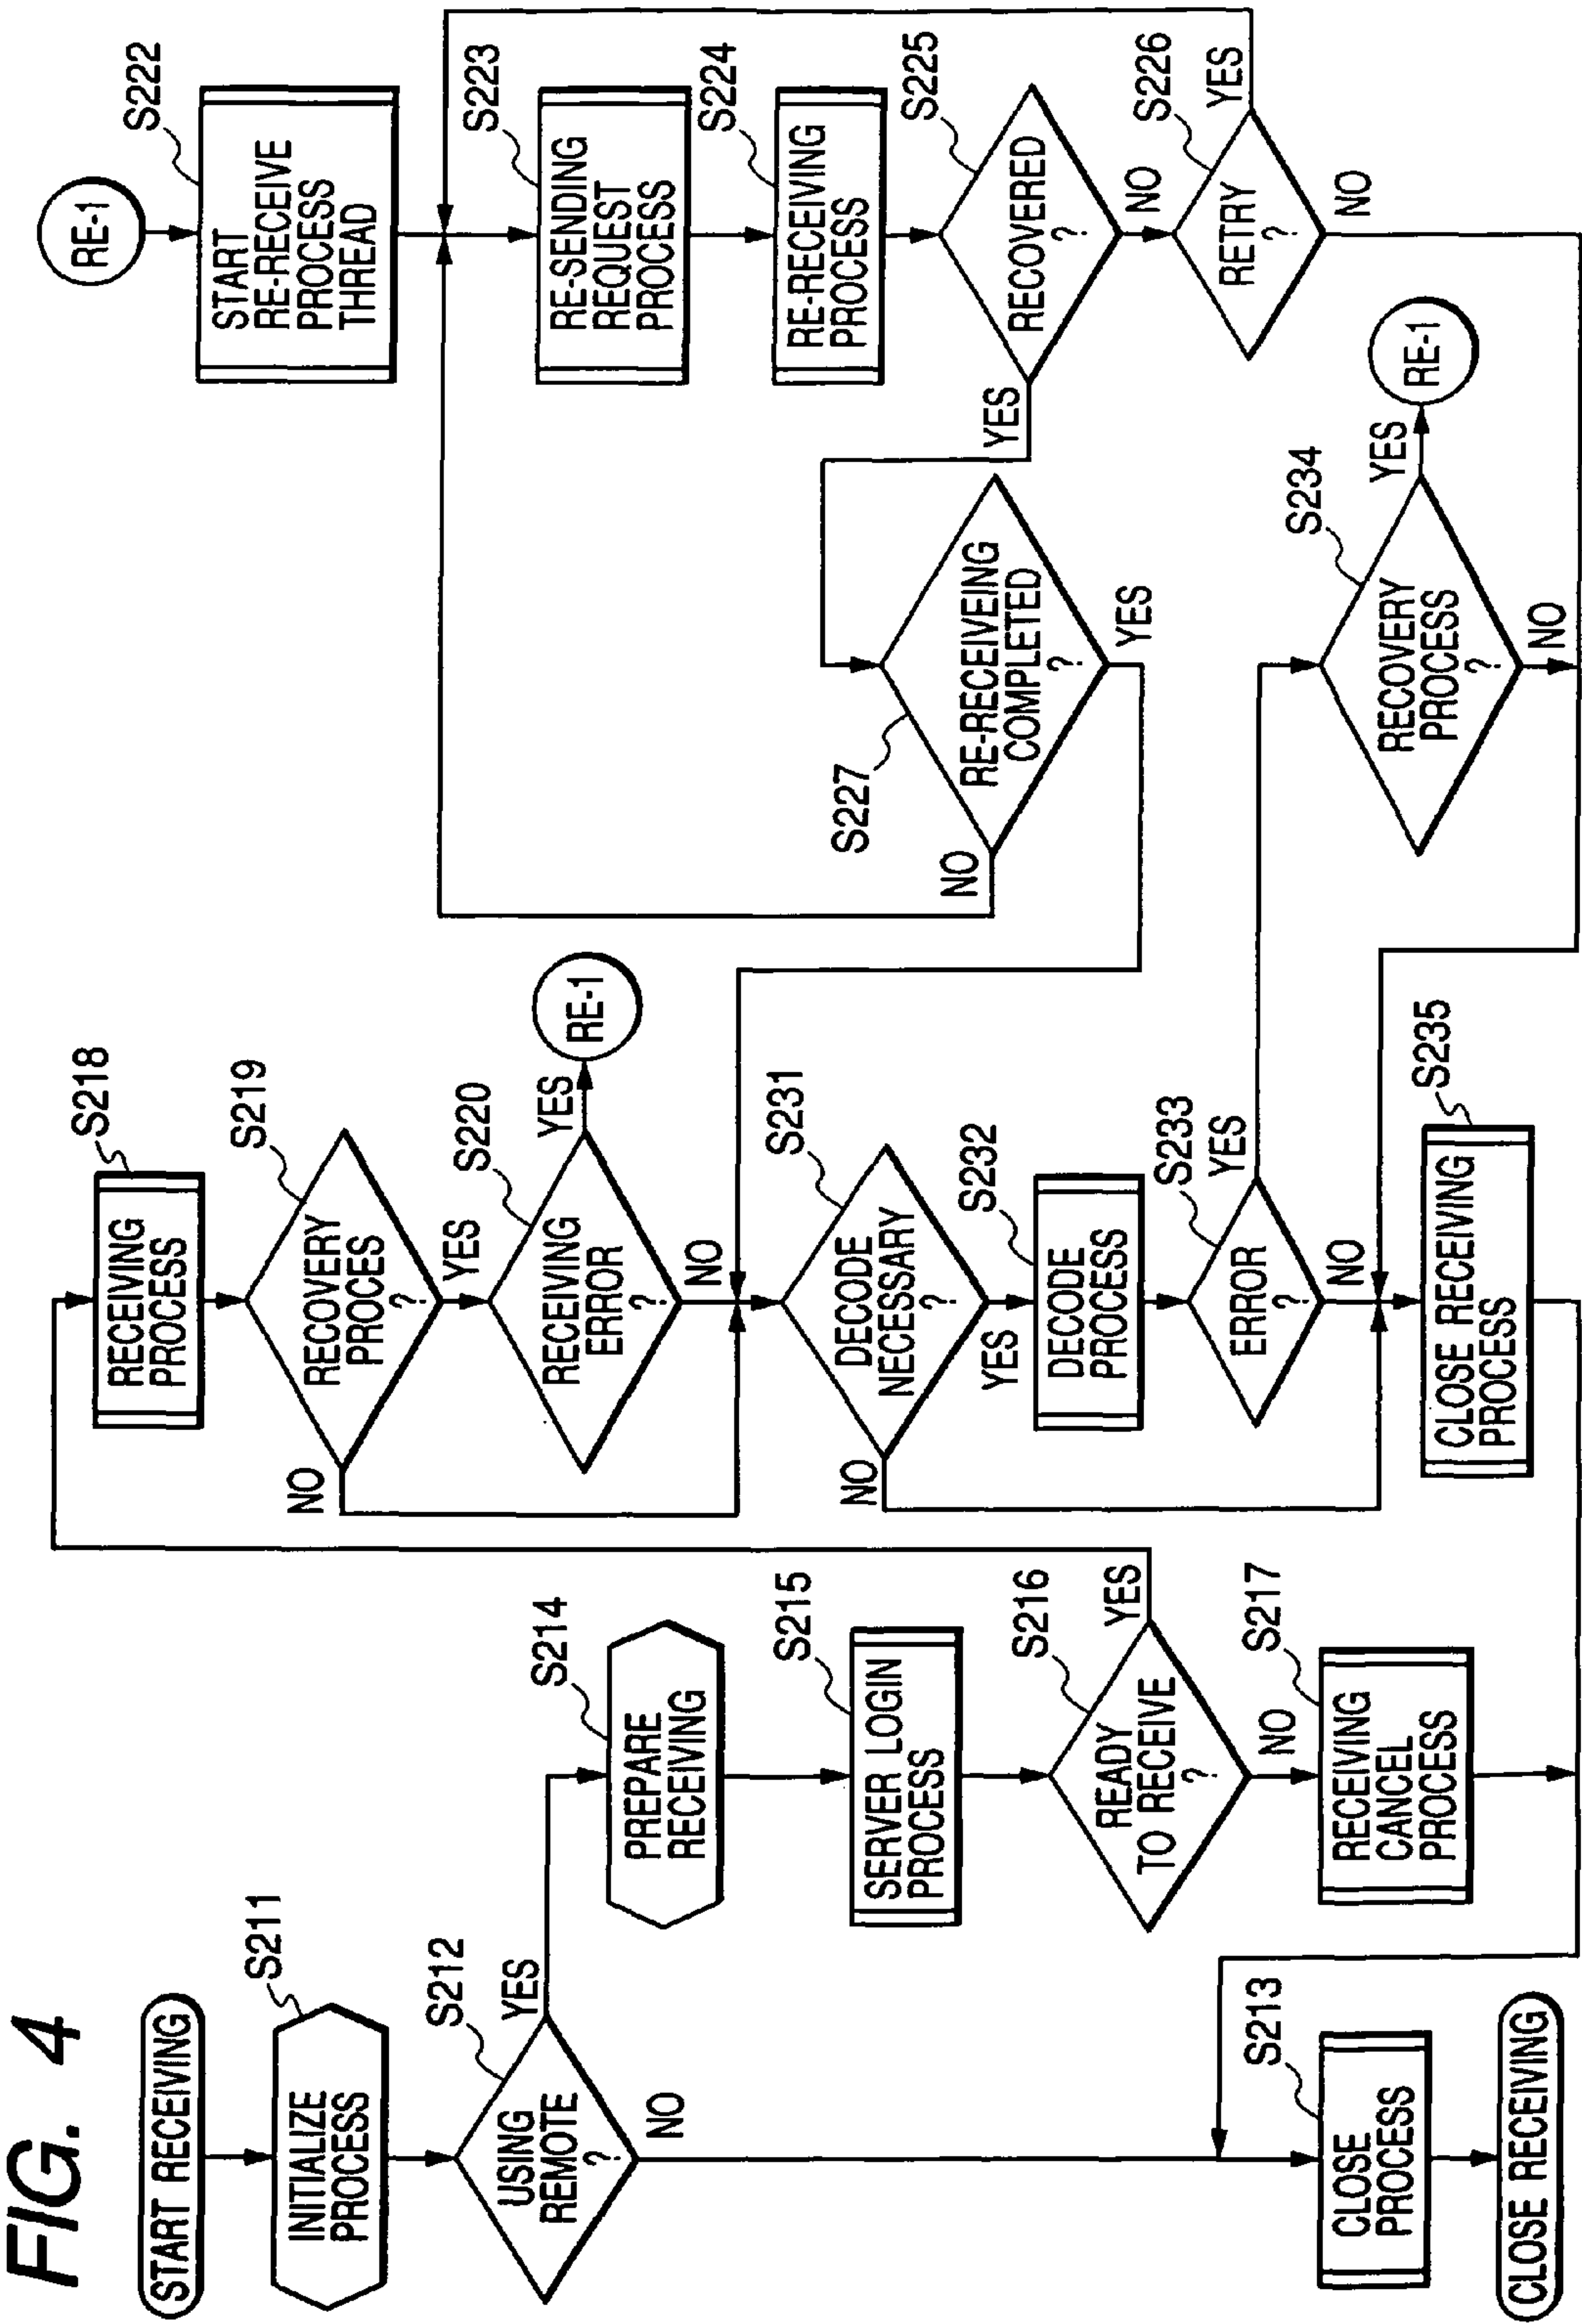 FIG. 4
START RECEIVING
S211
INITIALIZE
PROCESS
S212
USING
REMOTE
?
YES
NO
S213
CLOSE
PROCESS
CLOSE RECEIVING
S214
PREPARE
RECEIVING
S215
SERVER LOGIN
PROCESS
S216
READY
TO RECEIVE
?
YES
NO
S217
RECEIVING
CANCEL
PROCESS
S218
RECEIVING
PROCESS
S219
RECOVERY
PROCES
?
NO
YES
S220
RECEIVING
ERROR
?
YES
RE-1
NO
S231
DECODE
NECESSARY
?
NO
YES
S232
DECODE
PROCESS
S233
ERROR
?
YES
NO
S235
CLOSE RECEIVING
PROCESS
RE-1
S222
START
RE-RECEIVE
PROCESS
THREAD
S223
RE-SENDING
REQUEST
PROCESS
S224
RE-RECEIVING
PROCESS
S225
RECOVERED
?
YES
NO
S226
RETRY
?
YES
NO
S227
RE-RECEIVEING
COMPLETED
?
NO
YES
S234
RECOVERY
PROCESS
?
YES
RE-1
NO